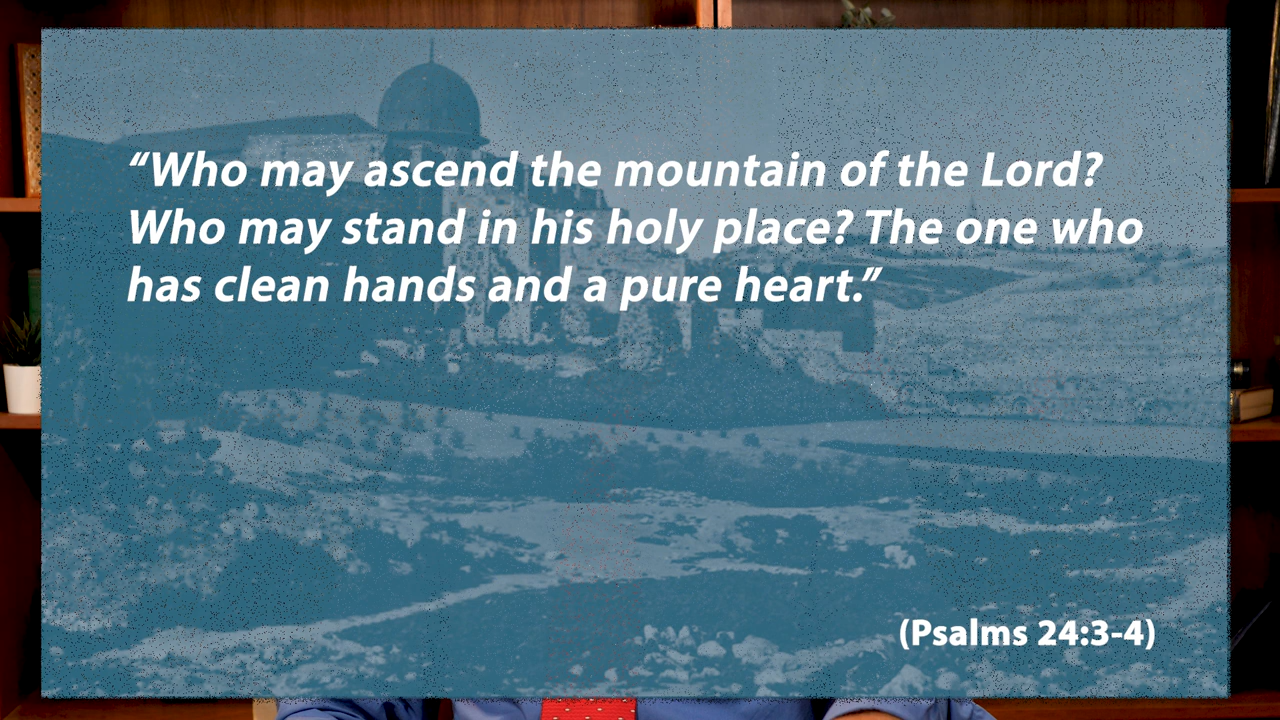 “Who may ascend the mountain of the Lord?
Who may stand in his holy place? The one who
has clean hands and a pure heart.”
(Psalms 24:3-4)